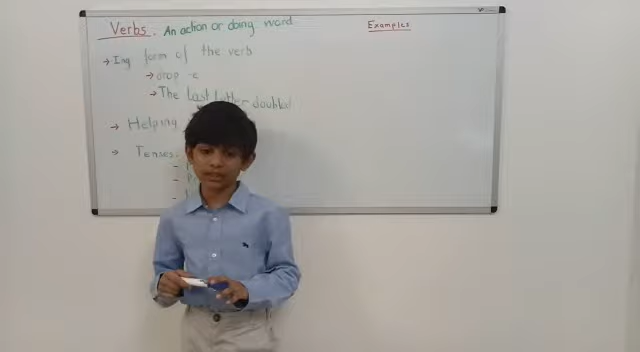 Verbs. An action or doing word
Examples
→ Ing form of the verb
→ drop -e
→ The last letter doubled
→ Helping
→ Tenses.